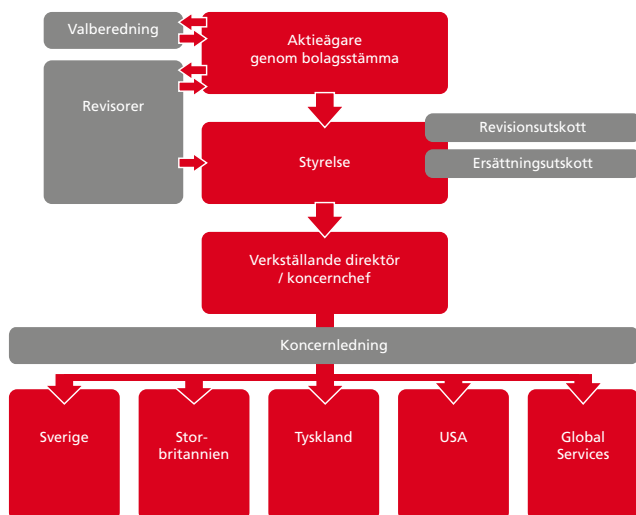 Valberedning
Aktieägare
genom bolagsstämma
Revisorer
Revisionsutskott
Styrelse
Ersättningsutskott
Verkställande direktör
/ koncernchef
Koncernledning
Sverige
Stor-
britannien
Tyskland
USA
Global
Services